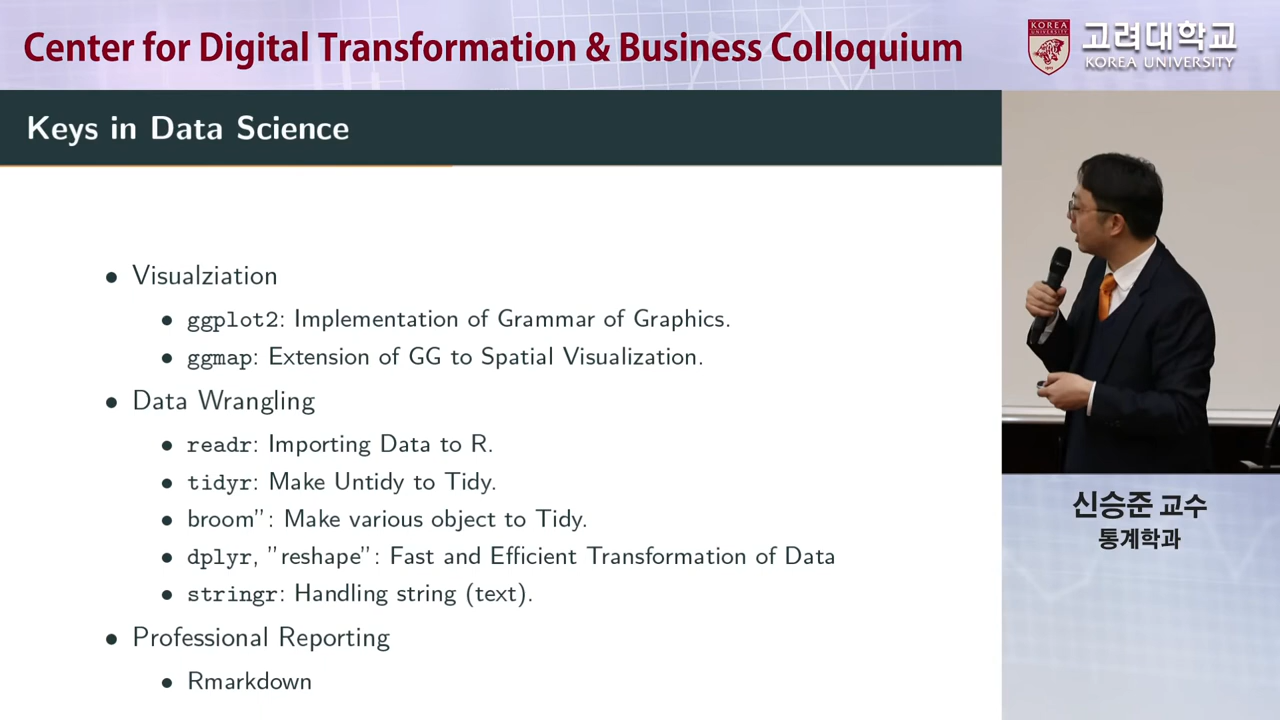 Center for Digital Transformation & Business Colloquium
KOREA
UNIVERSITY
고려대학교
KOREA UNIVERSITY
Keys in Data Science
• Visualziation
• ggplot2: Implementation of Grammar of Graphics.
• ggmap: Extension of GG to Spatial Visualization.
• Data Wrangling
• readr: Importing Data to R.
• tidyr: Make Untidy to Tidy.
• broom”: Make various object to Tidy.
• dplyr, ”reshape”: Fast and Efficient Transformation of Data
• stringr: Handling string (text).
• Professional Reporting
• Rmarkdown
신승준 교수
통계학과